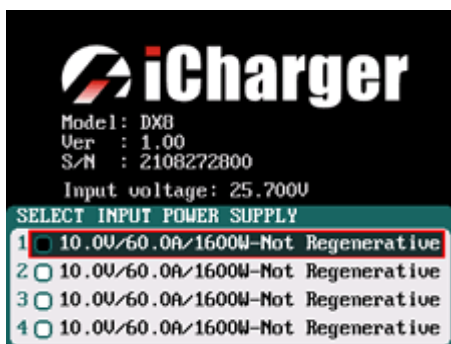 iCharger
Model: DX8
Ver : 1.00
S/N : 2108272800
Input voltage: 25.700V
SELECT INPUT POWER SUPPLY
1 10.0V/60.0A/1600W-Not Regenerative
2 10.0V/60.0A/1600W-Not Regenerative
3 10.0V/60.0A/1600W-Not Regenerative
4 10.0V/60.0A/1600W-Not Regenerative